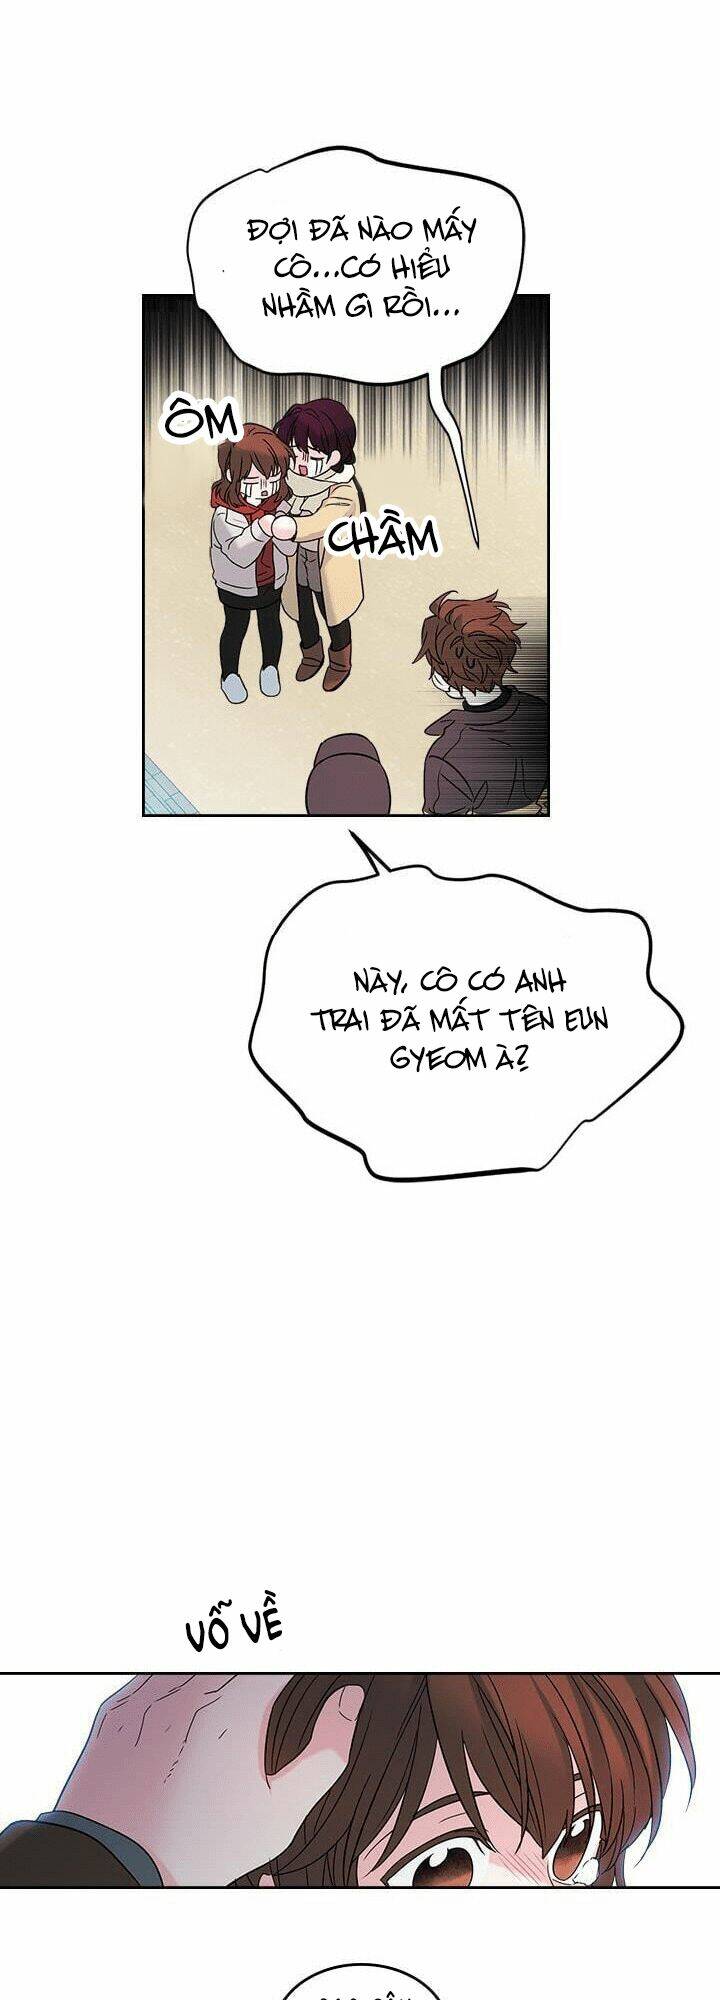 ĐỢI ĐÃ NÀO MẤY
CÔ...CÓ HIỂU
NHẦM GÌ RỒI...
ÔM
CHẦM
NÀY, CÔ CÓ ANH
TRAI ĐÃ MẤT TÊN EUN
GYEOM À?
VỖ VỀ